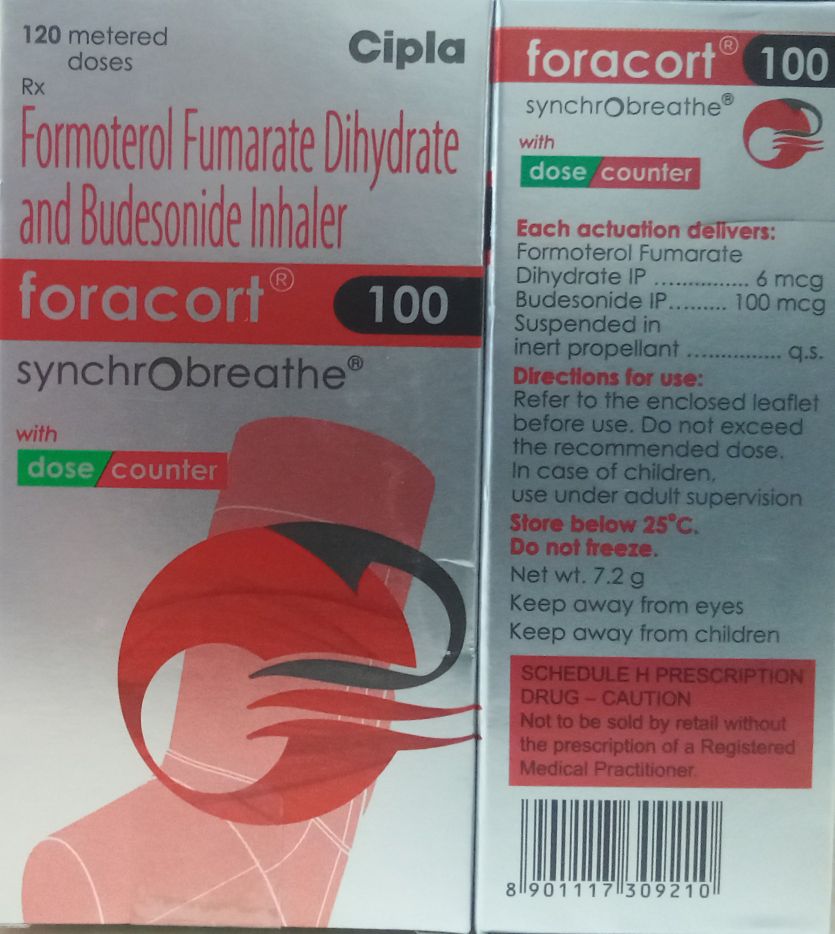 120 metered
doses
Cipla
Rx
Formoterol Fumarate Dihydrate
and Budesonide Inhaler
foracort® 100
synchrObreathe®
with
dose counter
foracort® 100
synchrObreathe®
with
dose counter
Each actuation delivers:
Formoterol Fumarate
Dihydrate IP ............... 6 mcg
Budesonide IP......... 100 mcg
Suspended in
inert propellant ............... q.s.
Directions for use:
Refer to the enclosed leaflet
before use. Do not exceed
the recommended dose.
In case of children,
use under adult supervision
Store below 25°C.
Do not freeze.
Net wt. 7.2 g
Keep away from eyes
Keep away from children
SCHEDULE H PRESCRIPTION
DRUG – CAUTION
Not to be sold by retail without
the prescription of a Registered
Medical Practitioner.
8 901117 309210